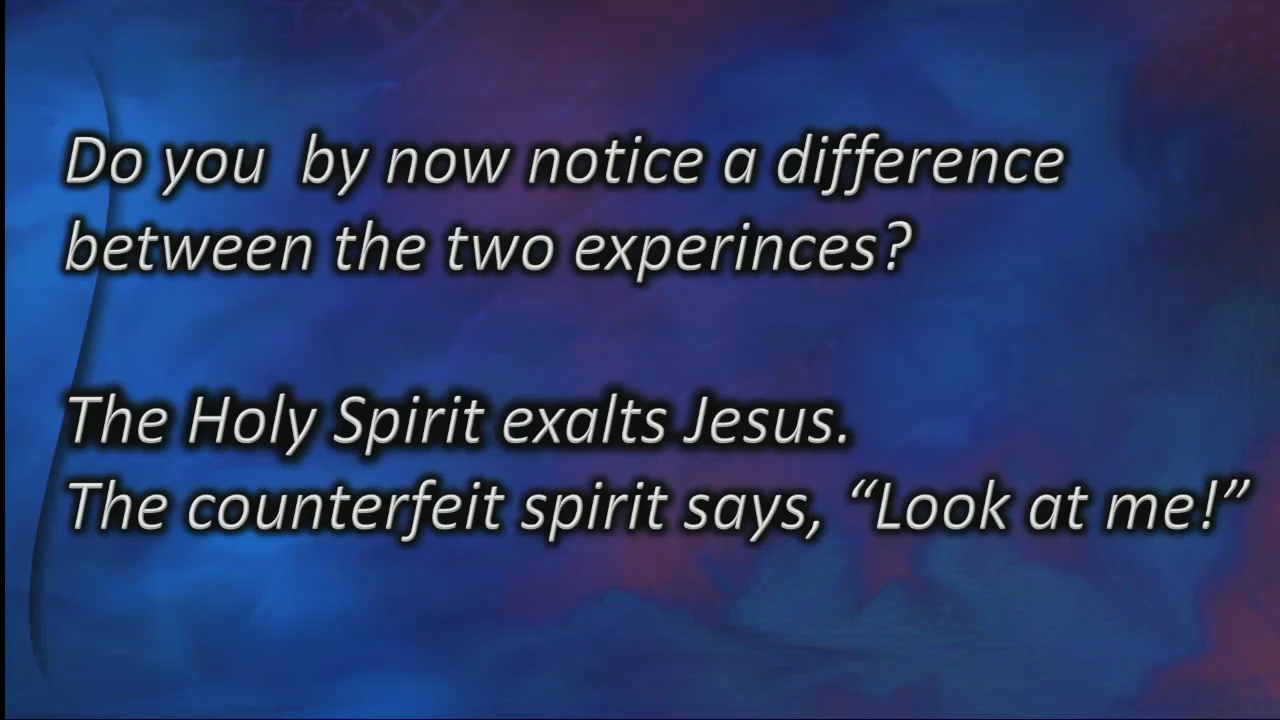 Do you  by now notice a difference
between the two experinces?
The Holy Spirit exalts Jesus.
The counterfeit spirit says, “Look at me!”